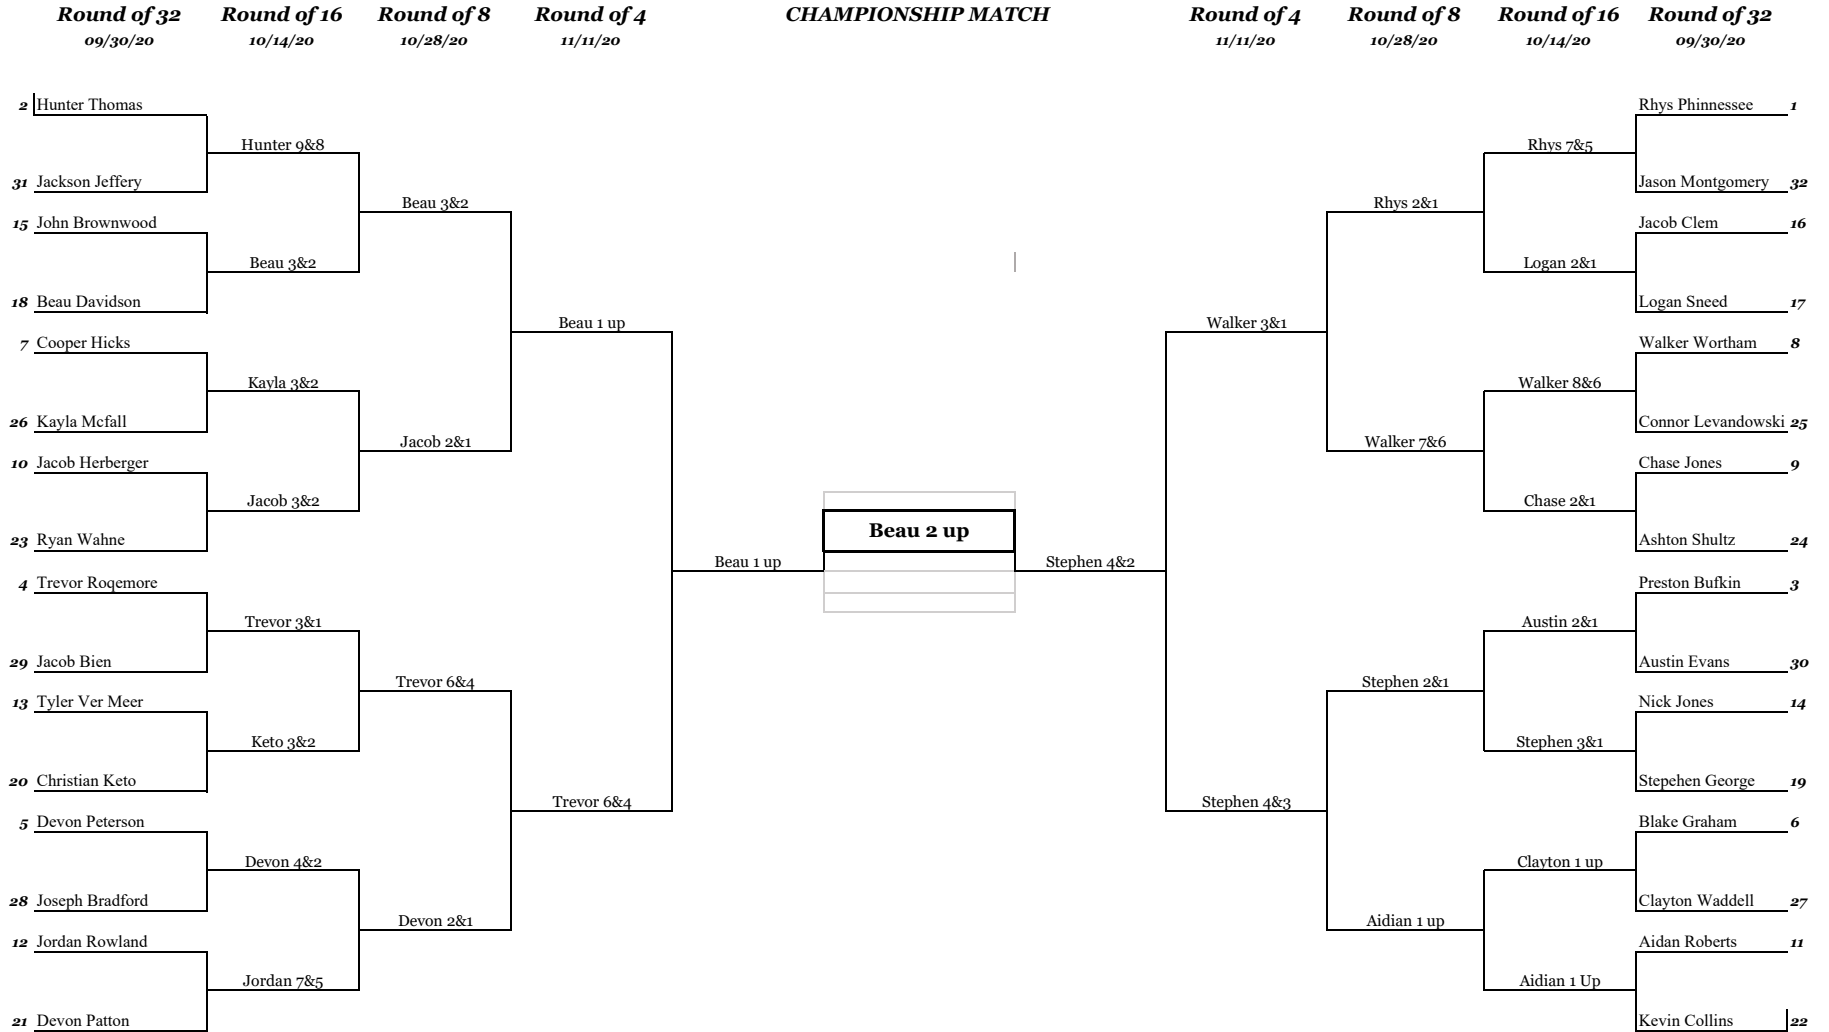 Round of 32 Round of 16 Round of 8 Round of 4 CHAMPIONSHIP MATCH Round of 4 Round of 8 Round of 16 Round of 32
09/30/20 10/14/20 10/28/20 11/11/20 11/11/20 10/28/20 10/14/20 09/30/20
2 Hunter Thomas Rhys Phinnessee 1
Hunter 9&8 Rhys 7&5
31 Jackson Jeffery Jason Montgomery 32
Beau 3&2 Rhys 2&1
15 John Brownwood Jacob Clem 16
Beau 3&2 Logan 2&1
18 Beau Davidson Logan Sneed 17
Beau 1 up Walker 3&1
7 Cooper Hicks Walker Wortham 8
Kayla 3&2 Walker 8&6
26 Kayla Mcfall Connor Levandowski 25
Jacob 2&1 Walker 7&6
10 Jacob Herberger Chase Jones 9
Jacob 3&2 Chase 2&1
Beau 2 up
23 Ryan Wahne Ashton Shultz 24
Beau 1 up Stephen 4&2
4 Trevor Roqemore Preston Bufkin 3
Trevor 3&1 Austin 2&1
29 Jacob Bien Austin Evans 30
Trevor 6&4 Stephen 2&1
13 Tyler Ver Meer Nick Jones 14
Keto 3&2 Stephen 3&1
20 Christian Keto Stepehen George 19
Trevor 6&4 Stephen 4&3
5 Devon Peterson Blake Graham 6
Devon 4&2 Clayton 1 up
28 Joseph Bradford Clayton Waddell 27
Devon 2&1 Aidian 1 up
12 Jordan Rowland Aidan Roberts 11
Jordan 7&5 Aidian 1 Up
21 Devon Patton Kevin Collins 22